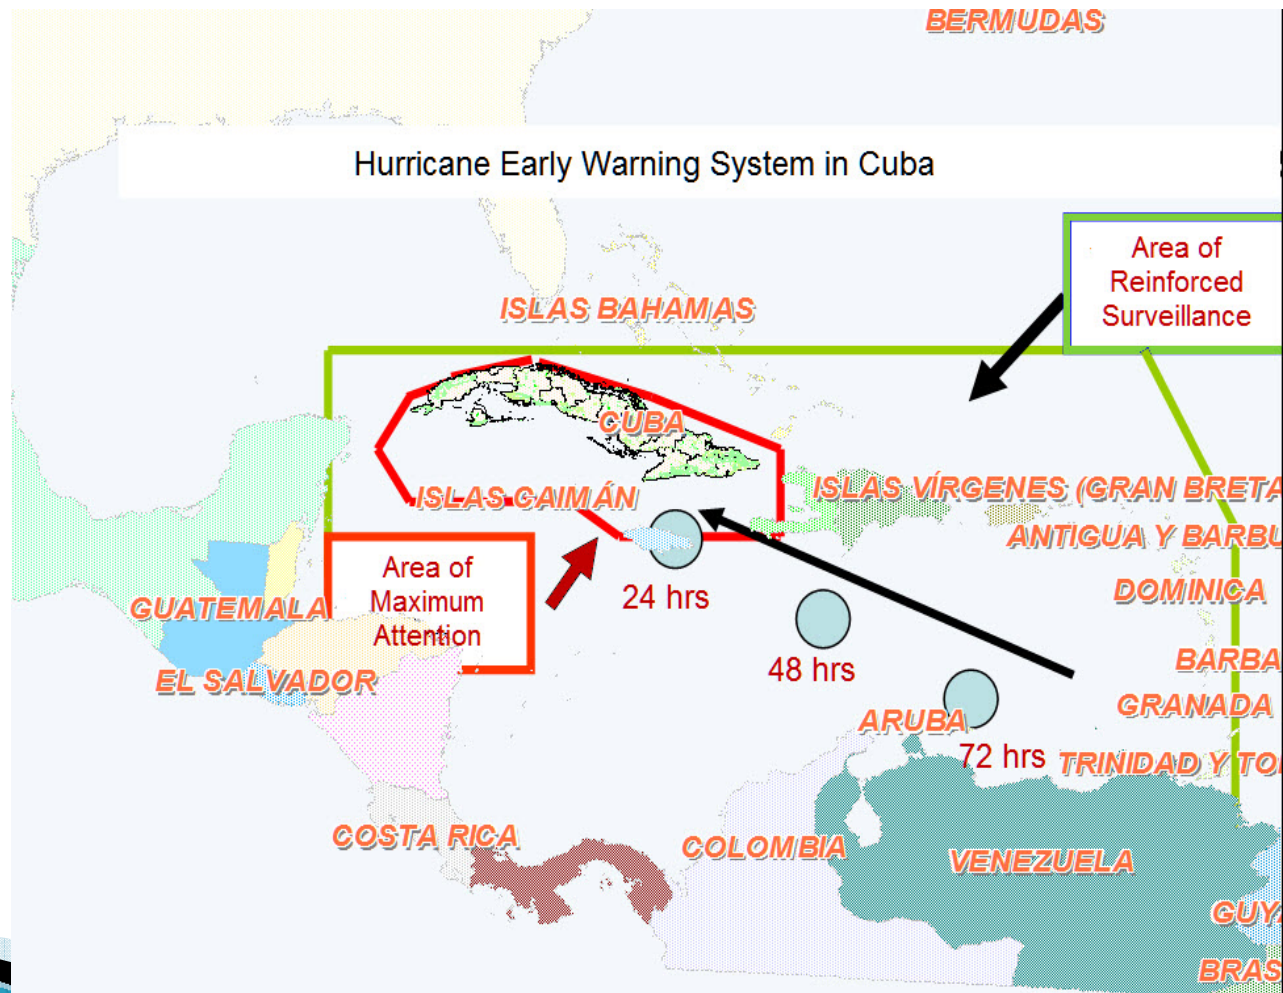 BERMUDAS
Hurricane Early Warning System in Cuba
Area of
Reinforced
Surveillance
ISLAS BAHAMAS
CUBA
ISLAS CAIMÁN
ISLAS VÍRGENES (GRAN BRETA
ANTIGUA Y BARBU
Area of
Maximum
Attention
24 hrs
DOMINICA
GUATEMALA
48 hrs
BARBA
EL SALVADOR
GRANADA
ARUBA
72 hrs
TRINIDAD Y TO
COSTA RICA
COLOMBIA
VENEZUELA
GUYA
BRAS